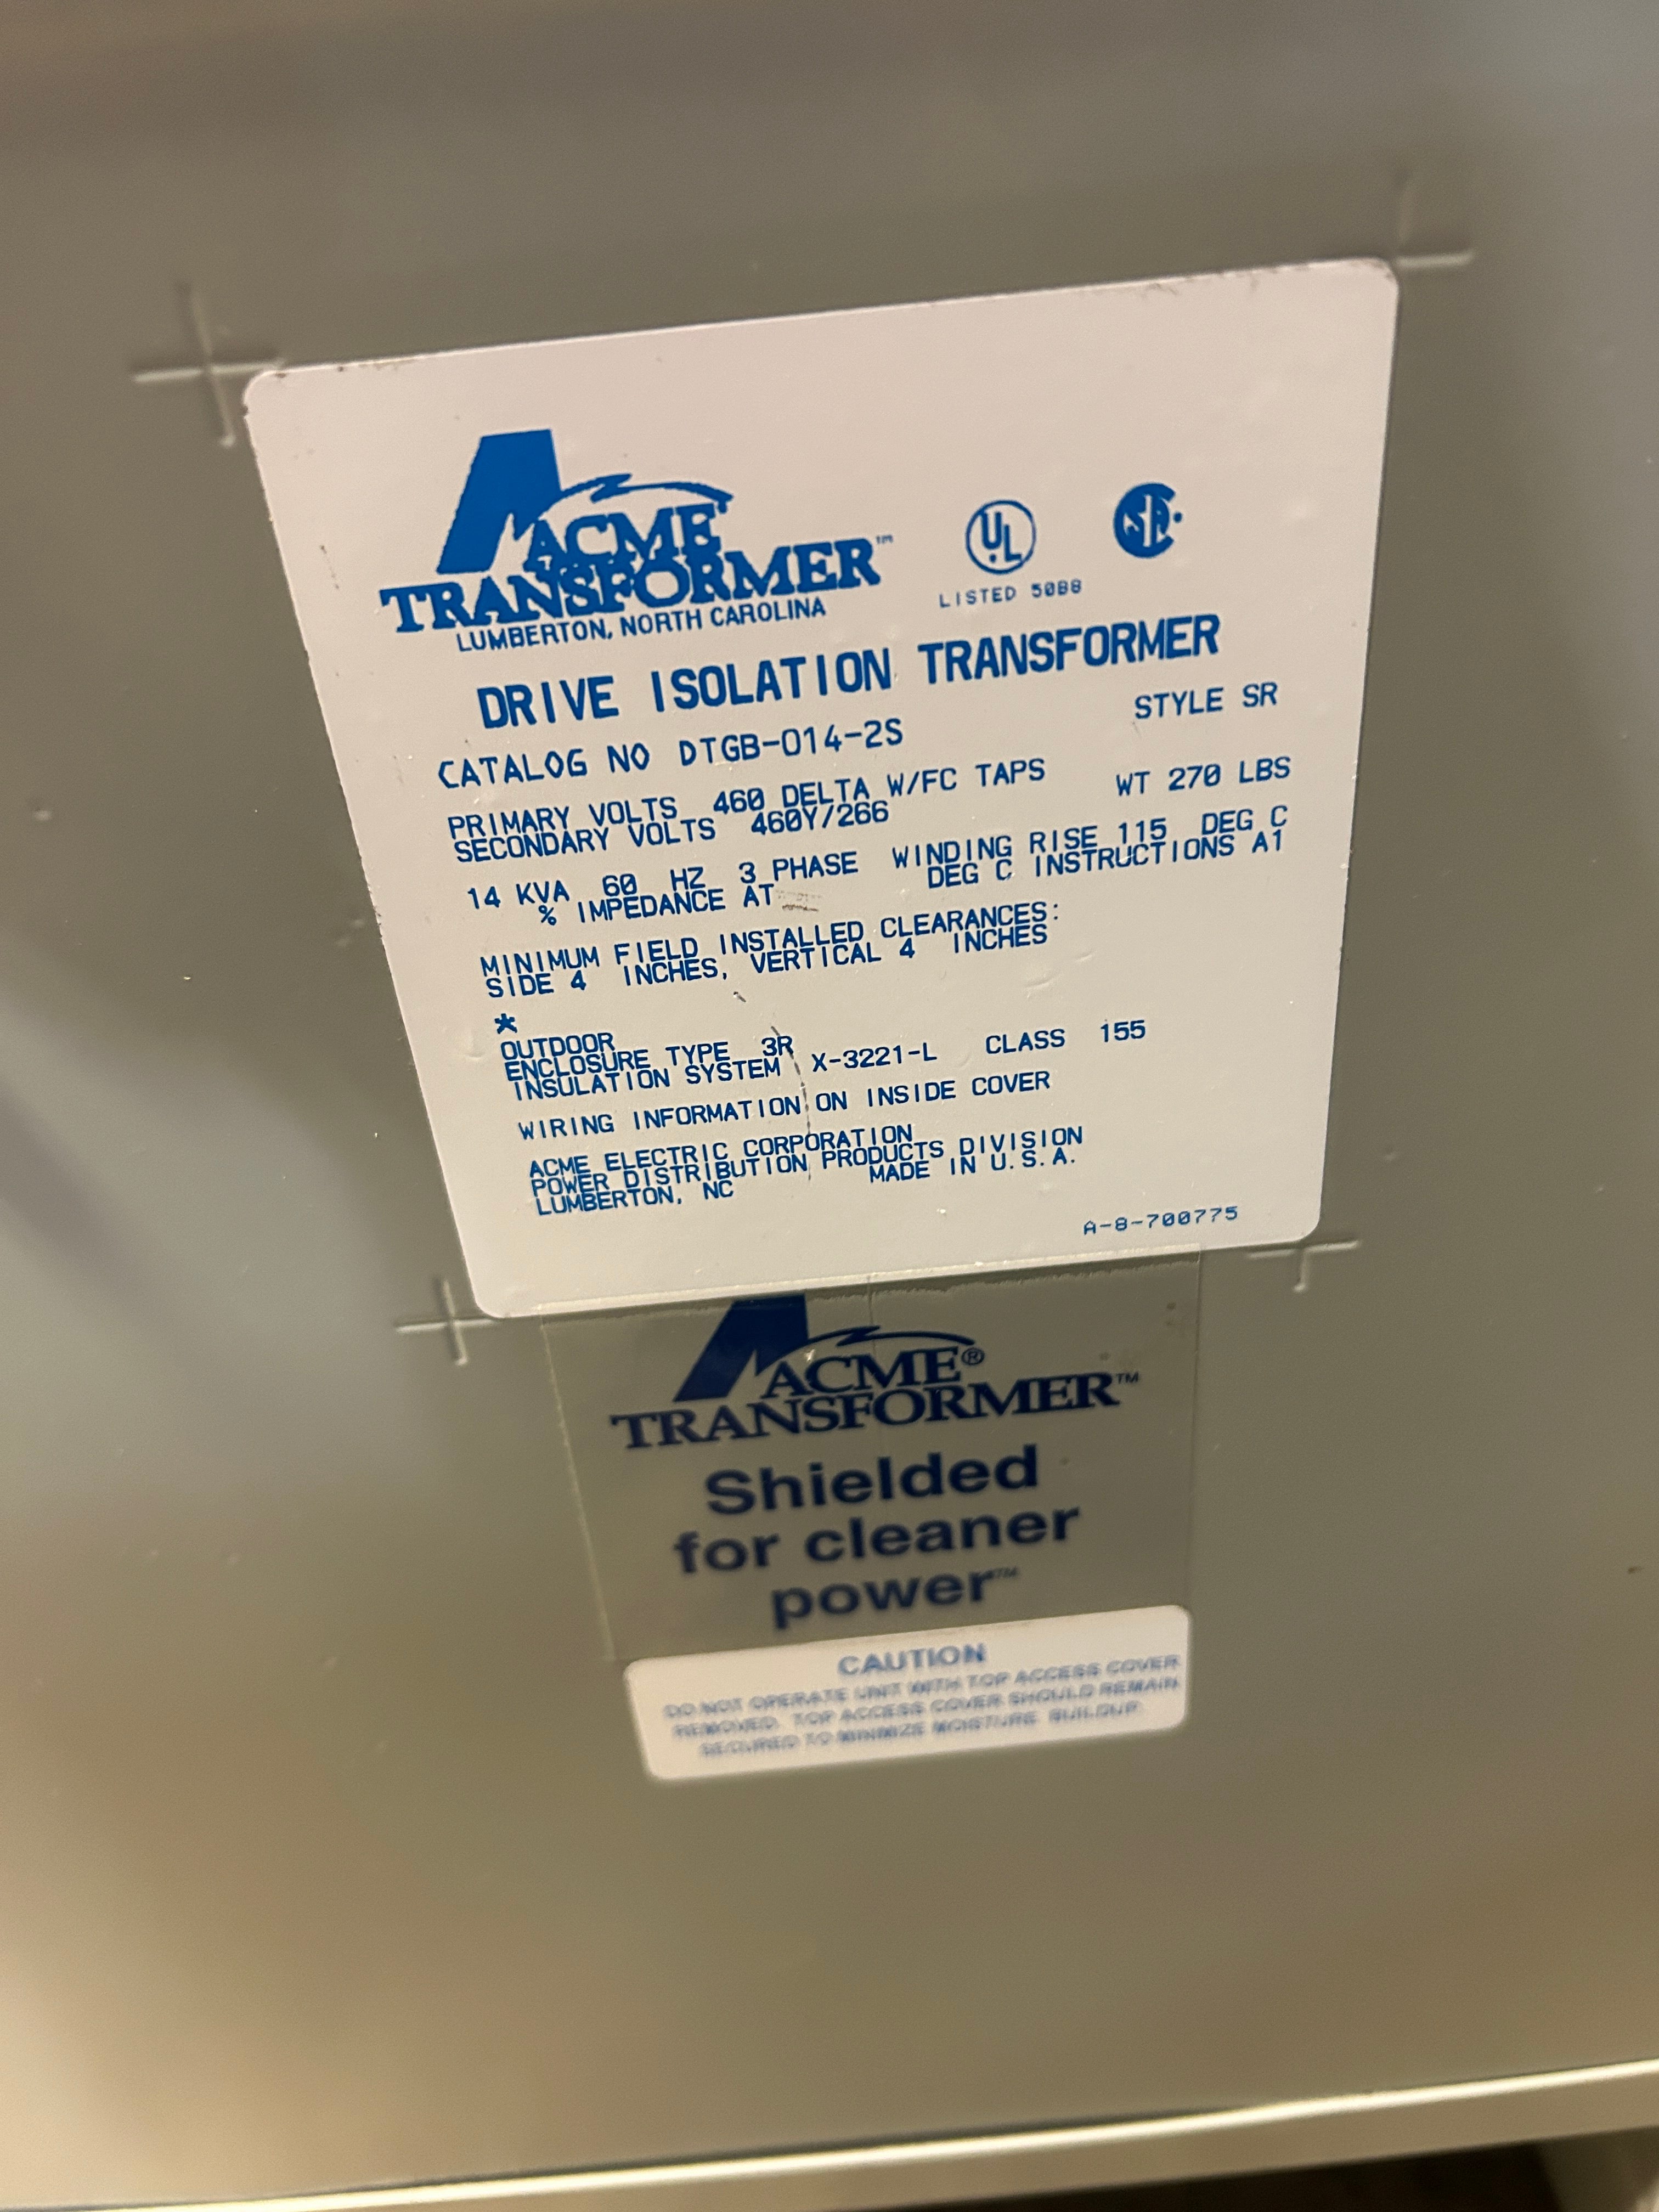 ACME
TRANSFORMER™
LUMBERTON, NORTH CAROLINA
UL
LISTED 50B8
SA
DRIVE ISOLATION TRANSFORMER
CATALOG NO DTGB-014-2S
STYLE SR
PRIMARY VOLTS 460 DELTA W/FC TAPS
WT 270 LBS
SECONDARY VOLTS 460Y/266
14 KVA 60 HZ 3 PHASE WINDING RISE 115 DEG C
% IMPEDANCE AT DEG C INSTRUCTIONS A1
MINIMUM FIELD INSTALLED CLEARANCES:
SIDE 4 INCHES, VERTICAL 4 INCHES
*
OUTDOOR
ENCLOSURE TYPE 3R
INSULATION SYSTEM X-3221-L CLASS 155
WIRING INFORMATION ON INSIDE COVER
ACME ELECTRIC CORPORATION
POWER DISTRIBUTION PRODUCTS DIVISION
LUMBERTON, NC MADE IN U.S.A.
A-8-700775
ACME®
TRANSFORMER™
Shielded
for cleaner
power™
CAUTION
DO NOT OPERATE UNIT WITH TOP ACCESS COVER
REMOVED. TOP ACCESS COVER SHOULD REMAIN
SECURED TO MINIMIZE MOISTURE BUILDUP.